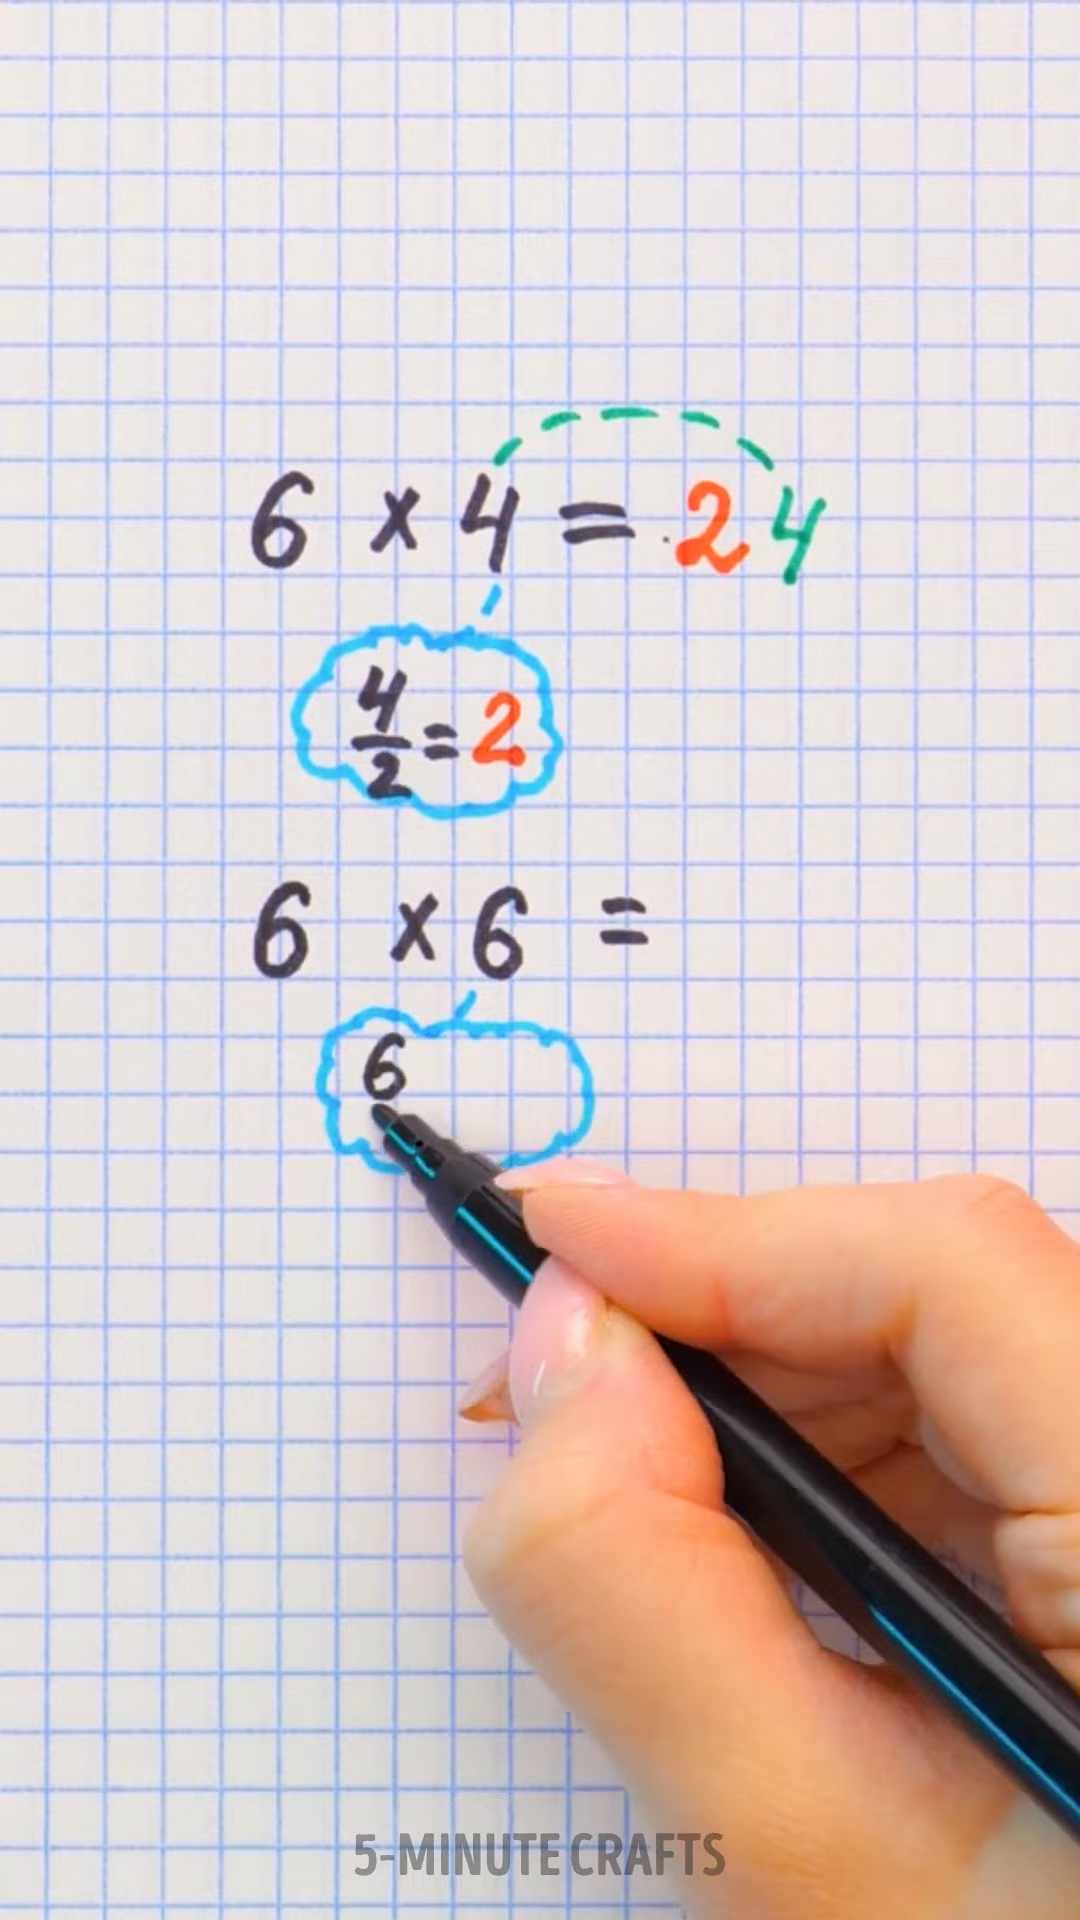 6 × 4 = 24
4/2 = 2
6 × 6 =
6
5-MINUTE CRAFTS